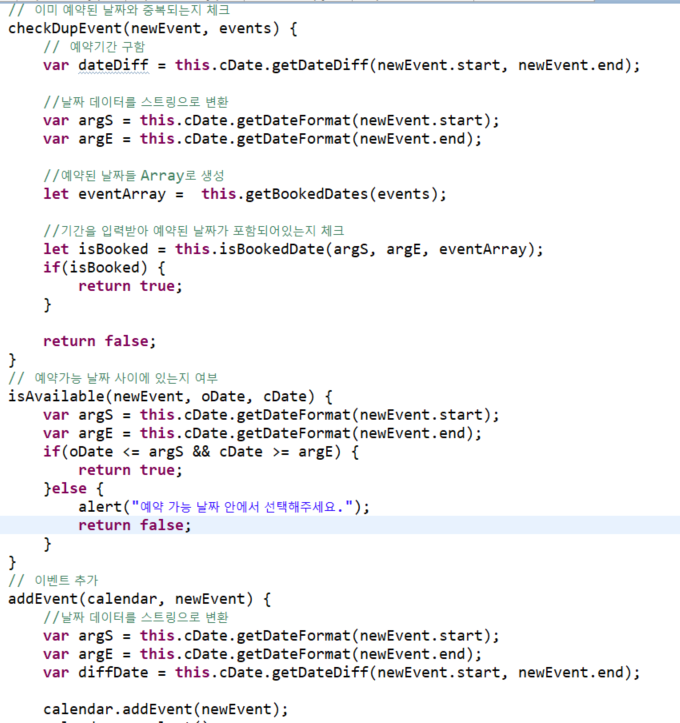 // 이미 예약된 날짜와 중복되는지 체크
checkDupEvent(newEvent, events) {
// 예약기간 구함
var dateDiff = this.cDate.getDateDiff(newEvent.start, newEvent.end);
//날짜 데이터를 스트링으로 변환
var argS = this.cDate.getDateFormat(newEvent.start);
var argE = this.cDate.getDateFormat(newEvent.end);
//예약된 날짜들 Array로 생성
let eventArray =  this.getBookedDates(events);
//기간을 입력받아 예약된 날짜가 포함되어있는지 체크
let isBooked = this.isBookedDate(argS, argE, eventArray);
if(isBooked) {
return true;
}
return false;
}
// 예약가능 날짜 사이에 있는지 여부
isAvailable(newEvent, oDate, cDate) {
var argS = this.cDate.getDateFormat(newEvent.start);
var argE = this.cDate.getDateFormat(newEvent.end);
if(oDate <= argS && cDate >= argE) {
return true;
}else {
alert("예약 가능 날짜 안에서 선택해주세요.");
return false;
}
}
// 이벤트 추가
addEvent(calendar, newEvent) {
//날짜 데이터를 스트링으로 변환
var argS = this.cDate.getDateFormat(newEvent.start);
var argE = this.cDate.getDateFormat(newEvent.end);
var diffDate = this.cDate.getDateDiff(newEvent.start, newEvent.end);
calendar.addEvent(newEvent);